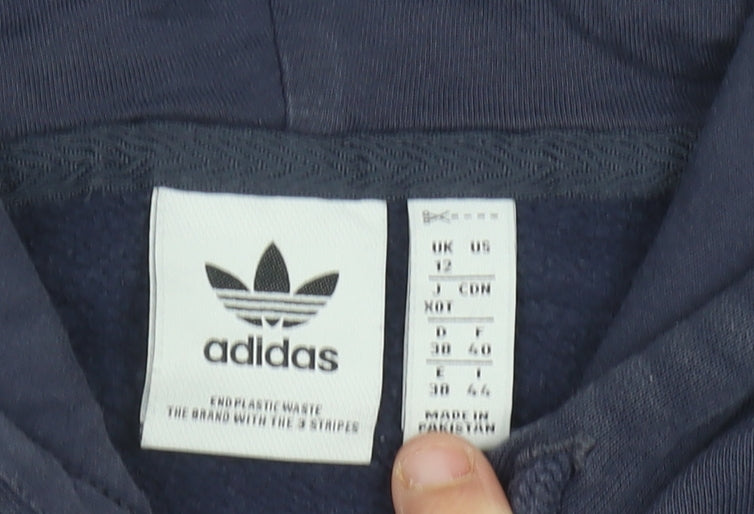 adidas
END PLASTIC WASTE
THE BRAND WITH THE 3 STRIPES
UK US
12
J CDN
XOT
D F
38 40
E I
38 44
MADE IN
PAKISTAN